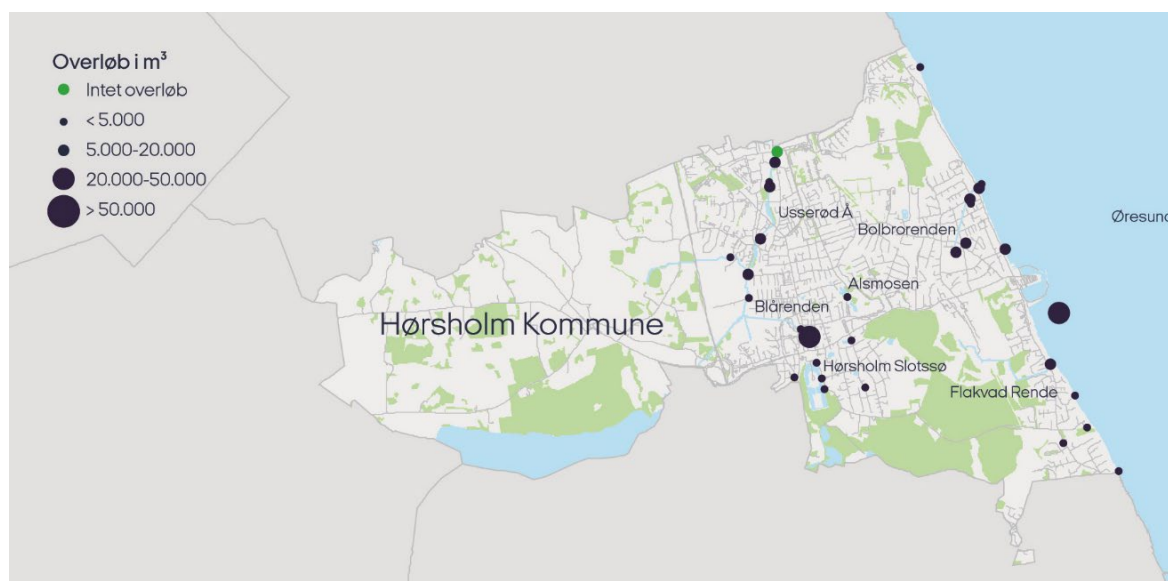 Overløb i m³
Intet overløb
< 5.000
5.000-20.000
20.000-50.000
> 50.000
Usserød Å
Bolbrorenden
Øresund
Alsmosen
Blårenden
Hørsholm Kommune
Hørsholm Slotssø
Flakvad Rende